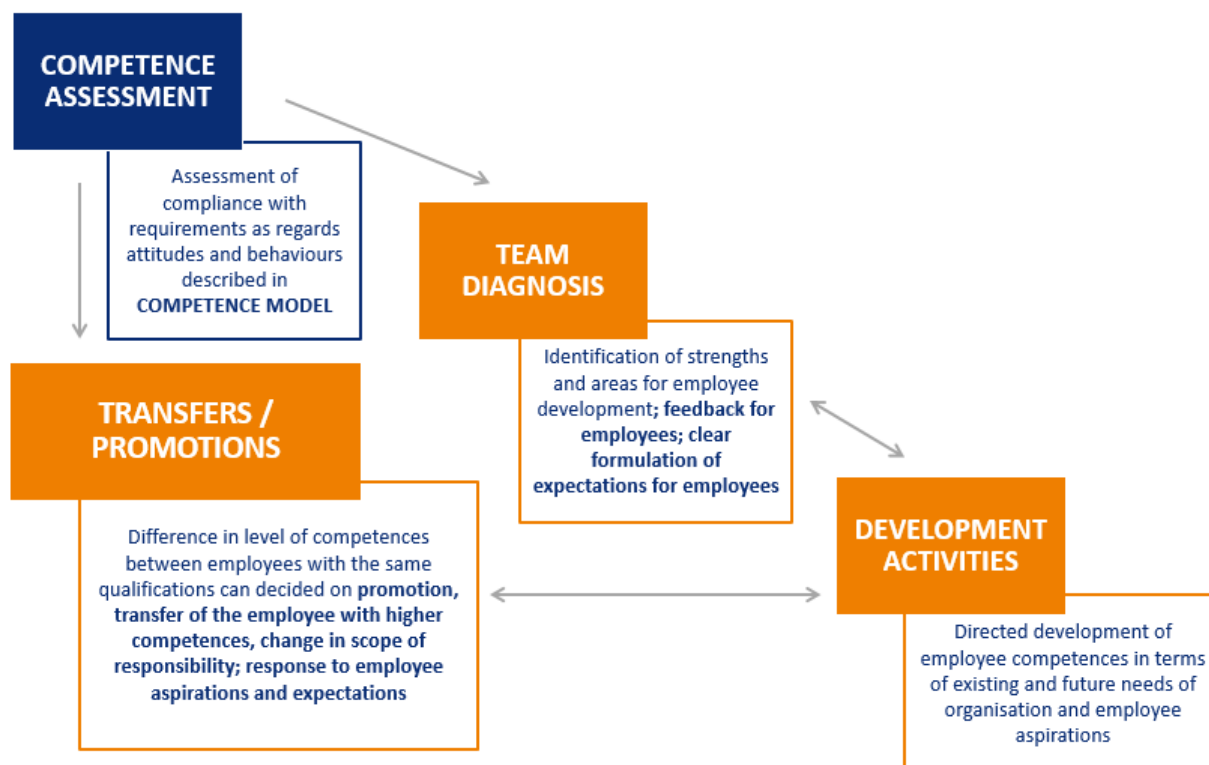 COMPETENCE
ASSESSMENT
Assessment of
compliance with
requirements as regards
attitudes and behaviours
described in
COMPETENCE MODEL
TEAM
DIAGNOSIS
Identification of strengths
and areas for employee
development; feedback for
employees; clear
formulation of
expectations for employees
TRANSFERS /
PROMOTIONS
Difference in level of competences
between employees with the same
qualifications can decided on promotion,
transfer of the employee with higher
competences, change in scope of
responsibility; response to employee
aspirations and expectations
DEVELOPMENT
ACTIVITIES
Directed development of
employee competences in terms
of existing and future needs of
organisation and employee
aspirations